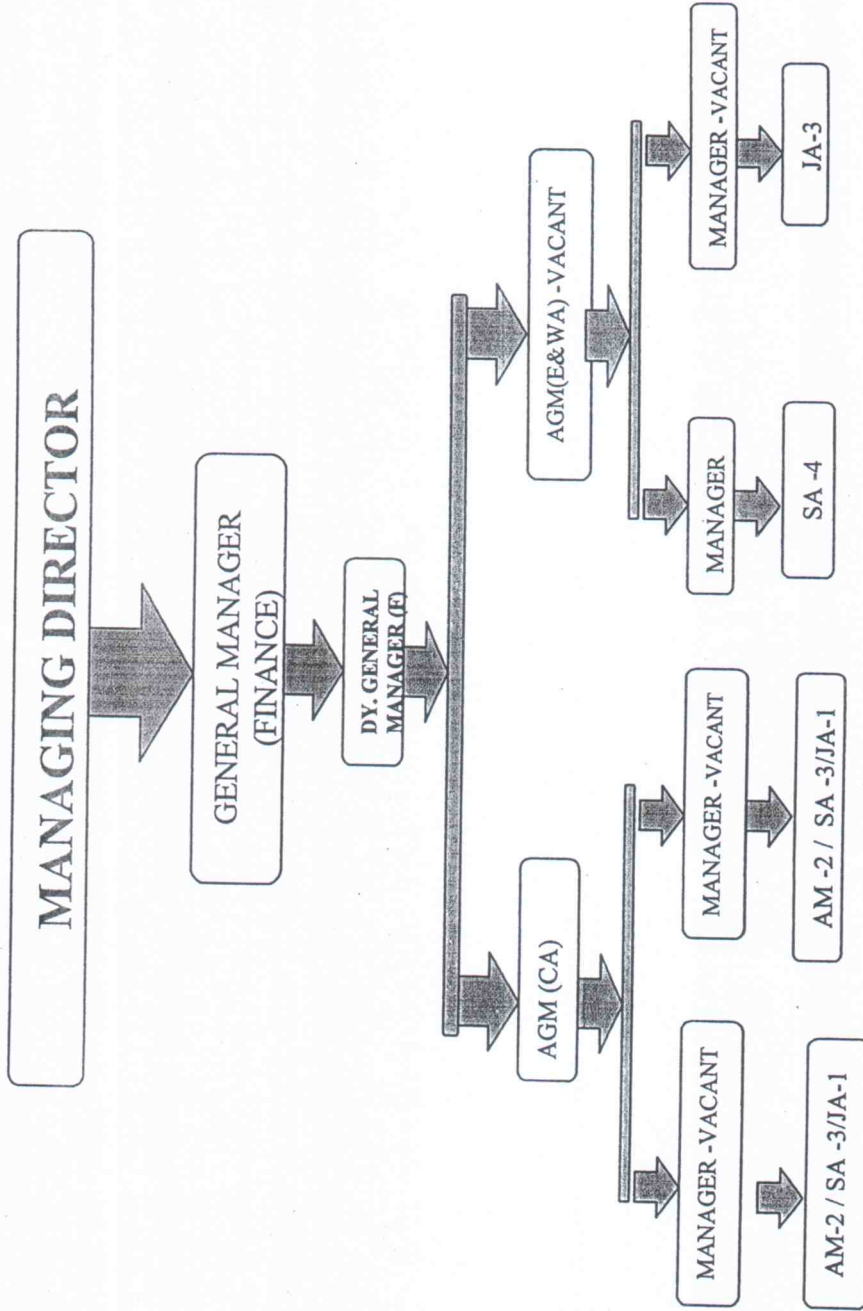 MANAGING DIRECTOR
GENERAL MANAGER
(FINANCE)
DY. GENERAL
MANAGER (F)
AGM (CA)
AGM(E&WA) -VACANT
MANAGER -VACANT
MANAGER -VACANT
MANAGER
MANAGER -VACANT
AM-2 / SA -3/JA-1
AM -2 / SA -3/JA-1
SA -4
JA-3